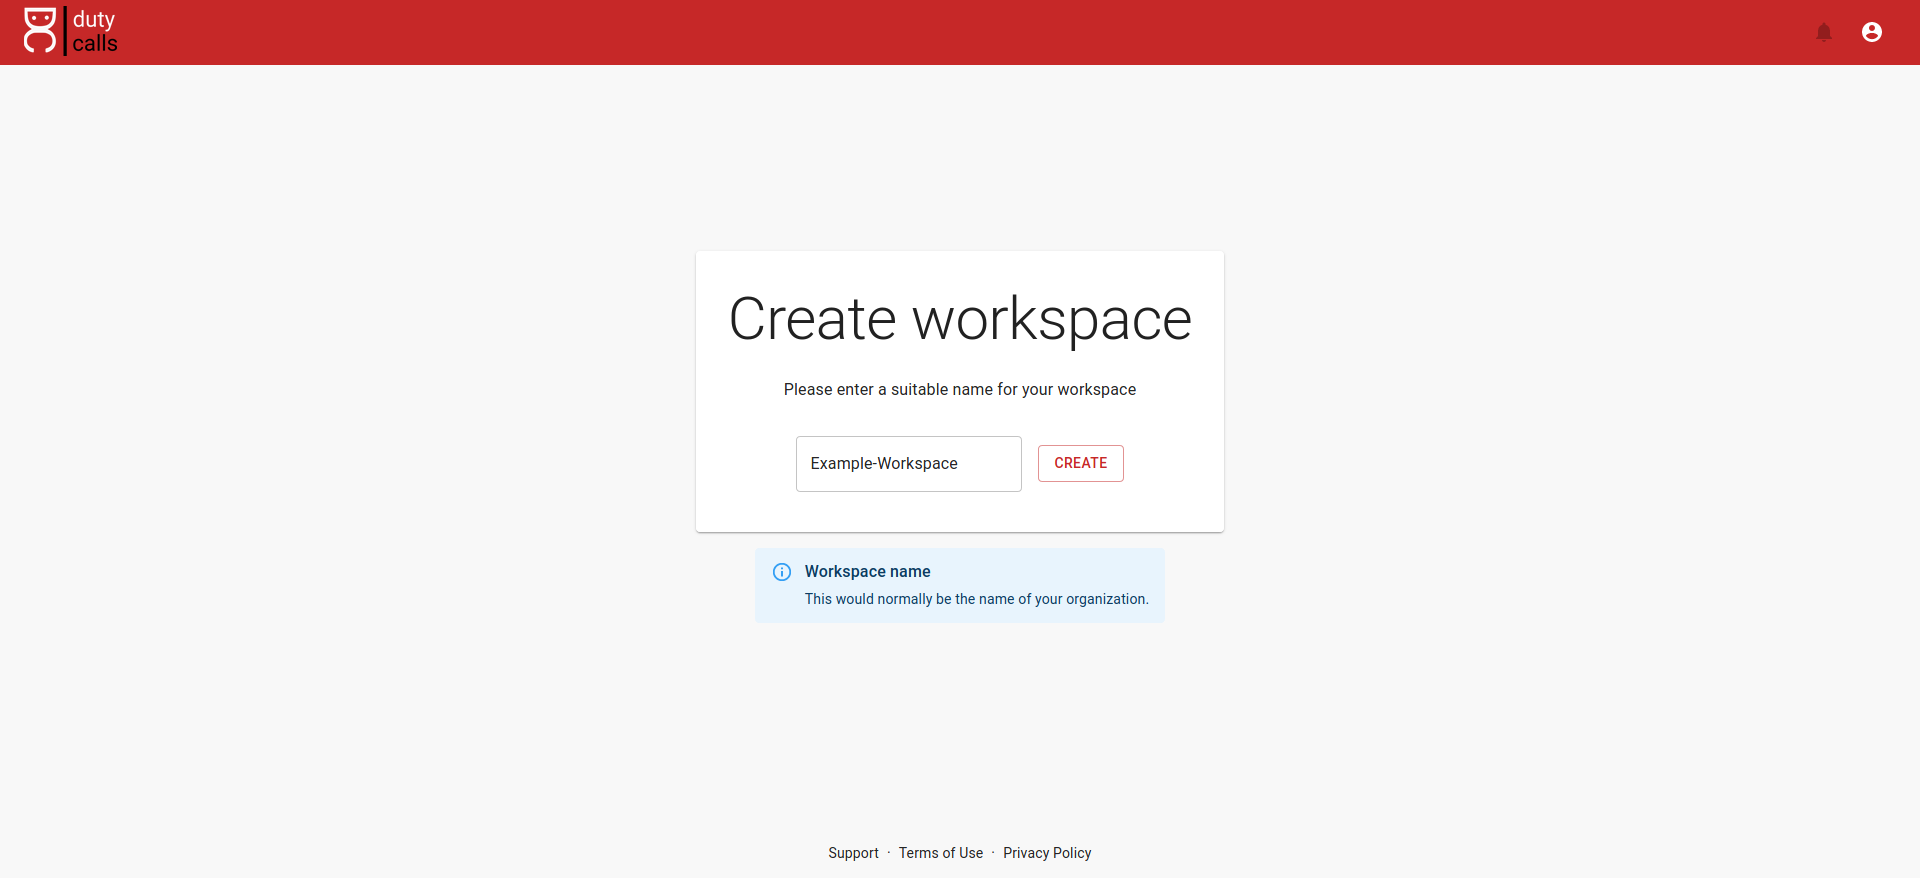 duty
calls
Create workspace
Please enter a suitable name for your workspace
Example-Workspace
CREATE
Workspace name
This would normally be the name of your organization.
Support · Terms of Use · Privacy Policy